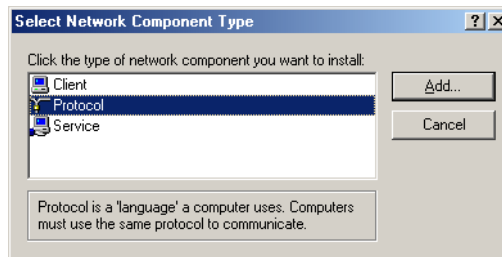 Select Network Component Type
Click the type of network component you want to install:
Client
Add...
Protocol
Service
Cancel
Protocol is a 'language' a computer uses. Computers
must use the same protocol to communicate.